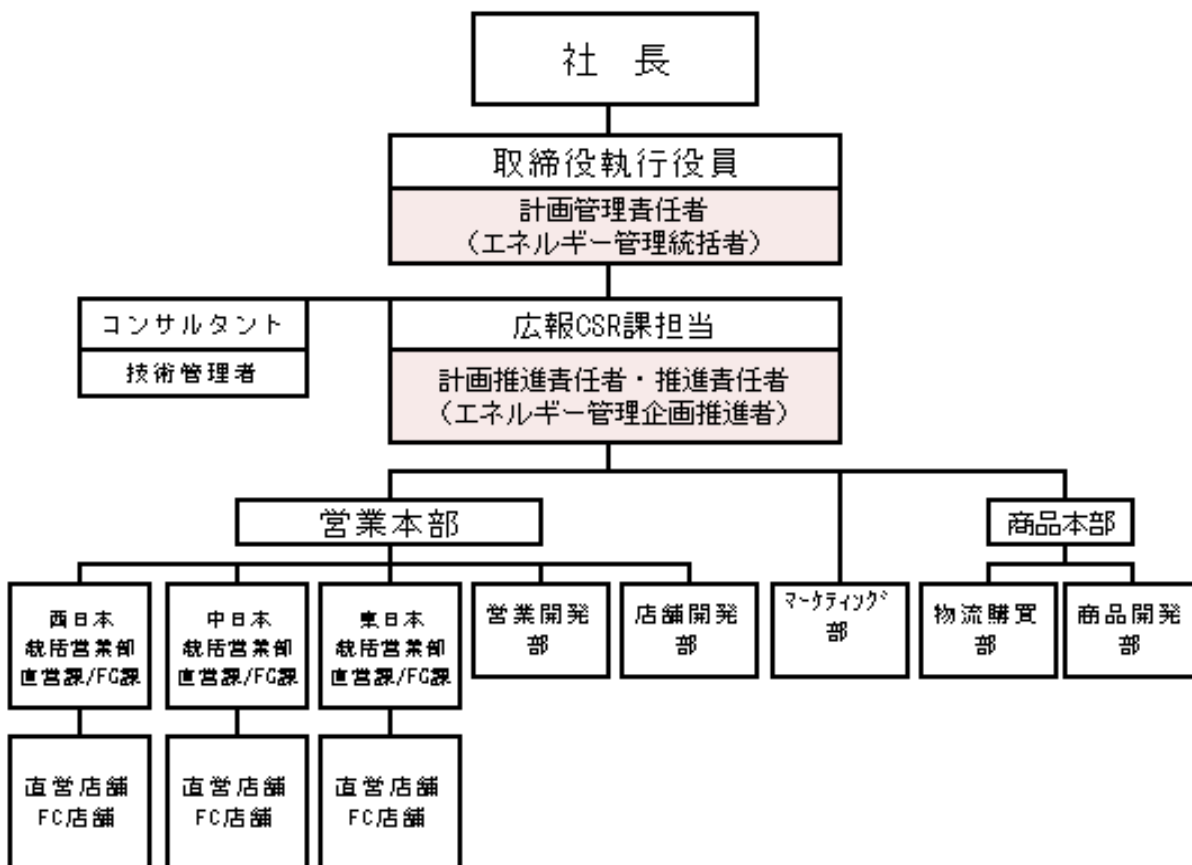 社 長
取締役執行役員
計画管理責任者
（エネルギー管理統括者）
コンサルタント
技術管理者
広報CSR課担当
計画推進責任者・推進責任者
（エネルギー管理企画推進者）
営業本部
商品本部
西日本
統括営業部
直営課/FC課
中日本
統括営業部
直営課/FC課
東日本
統括営業部
直営課/FC課
営業開発
部
店舗開発
部
ﾏｰｹﾃｨﾝｸﾞ
部
物流購買
部
商品開発
部
直営店舗
FC店舗
直営店舗
FC店舗
直営店舗
FC店舗